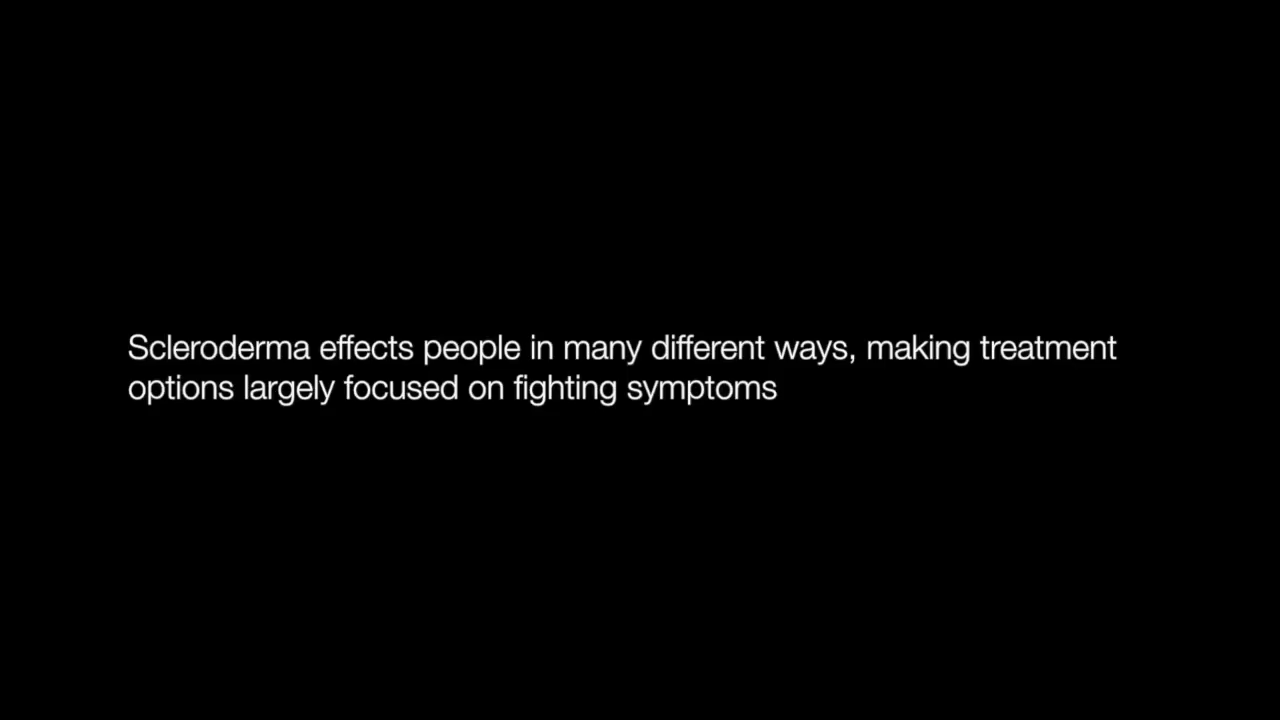 Scleroderma effects people in many different ways, making treatment
options largely focused on fighting symptoms